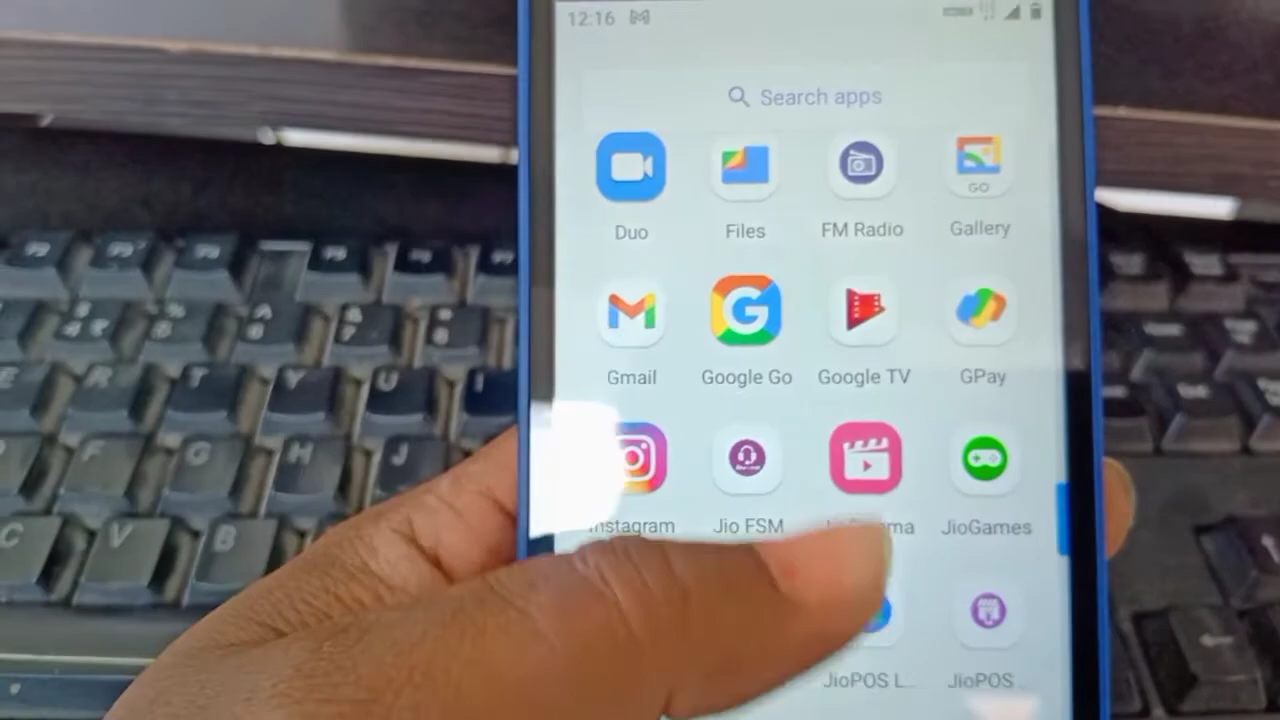 12:16
Search apps
Duo Files FM Radio Gallery
GO
Gmail Google Go Google TV GPay
Instagram Jio FSM JioGames
JioPOS L... JioPOS
E R T Y U I
F G H J
C V B